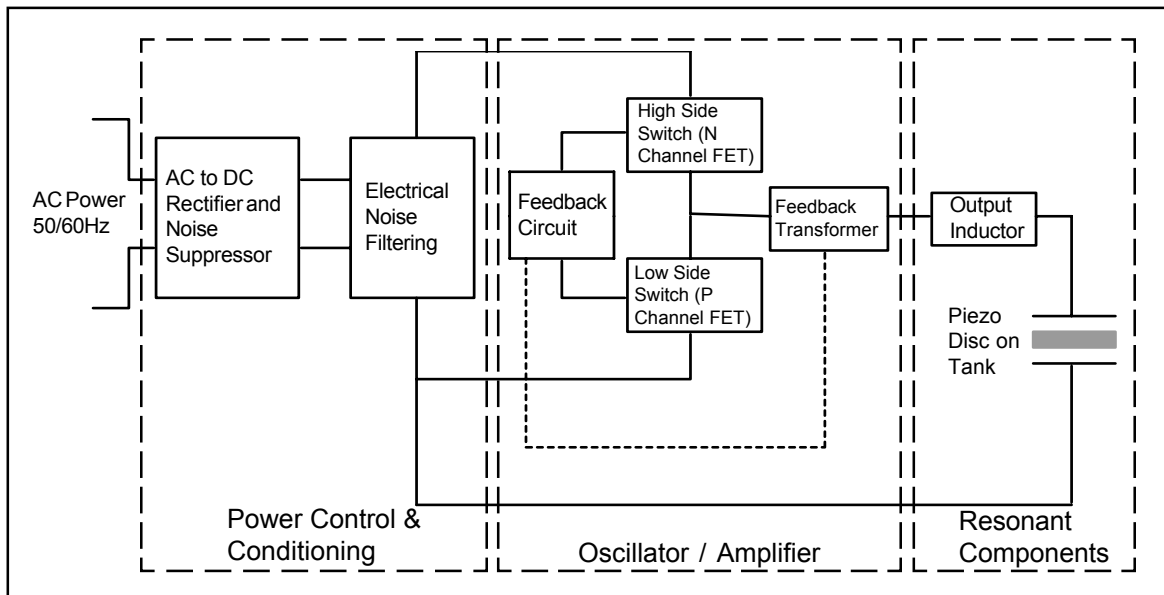 AC Power
50/60Hz
AC to DC
Rectifier and
Noise
Suppressor
Electrical
Noise
Filtering
Power Control &
Conditioning
High Side
Switch (N
Channel FET)
Feedback
Circuit
Low Side
Switch (P
Channel FET)
Feedback
Transformer
Oscillator / Amplifier
Output
Inductor
Piezo
Disc on
Tank
Resonant
Components